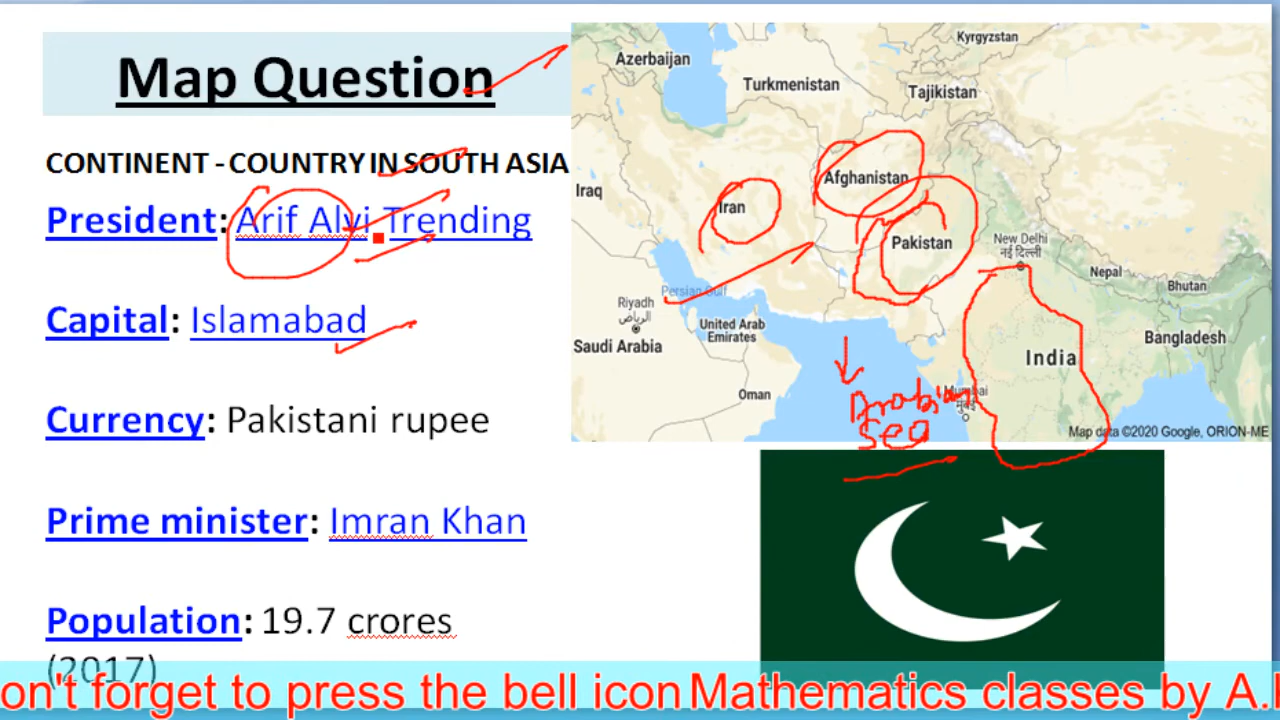 Map Question
CONTINENT - COUNTRY IN SOUTH ASIA
President: Arif Alvi Trending
Capital: Islamabad
Currency: Pakistani rupee
Prime minister: Imran Khan
Population: 19.7 crores
(2017)
Kyrgyzstan
Azerbaijan
Turkmenistan
Tajikistan
Afghanistan
Iraq
Iran
Pakistan
New Delhi
नई दिल्ली
Nepal
Bhutan
Persian Gulf
Riyadh
الرياض
United Arab
Emirates
Saudi Arabia
Bangladesh
India
Oman
Mumbai
मुंबई
Arabian
Sea
Map data ©2020 Google, ORION-ME
on't forget to press the bell icon Mathematics classes by A.